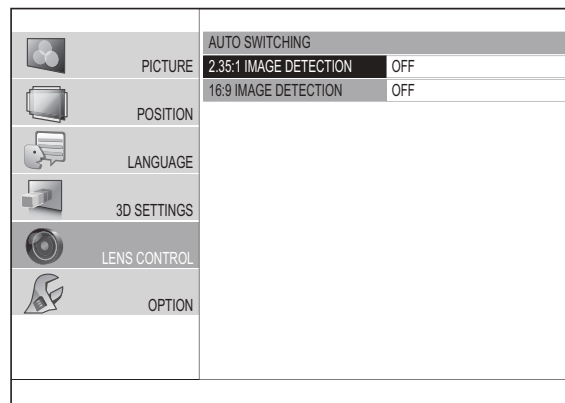 PICTURE
POSITION
LANGUAGE
3D SETTINGS
LENS CONTROL
OPTION
AUTO SWITCHING
2.35:1 IMAGE DETECTION OFF
16:9 IMAGE DETECTION OFF